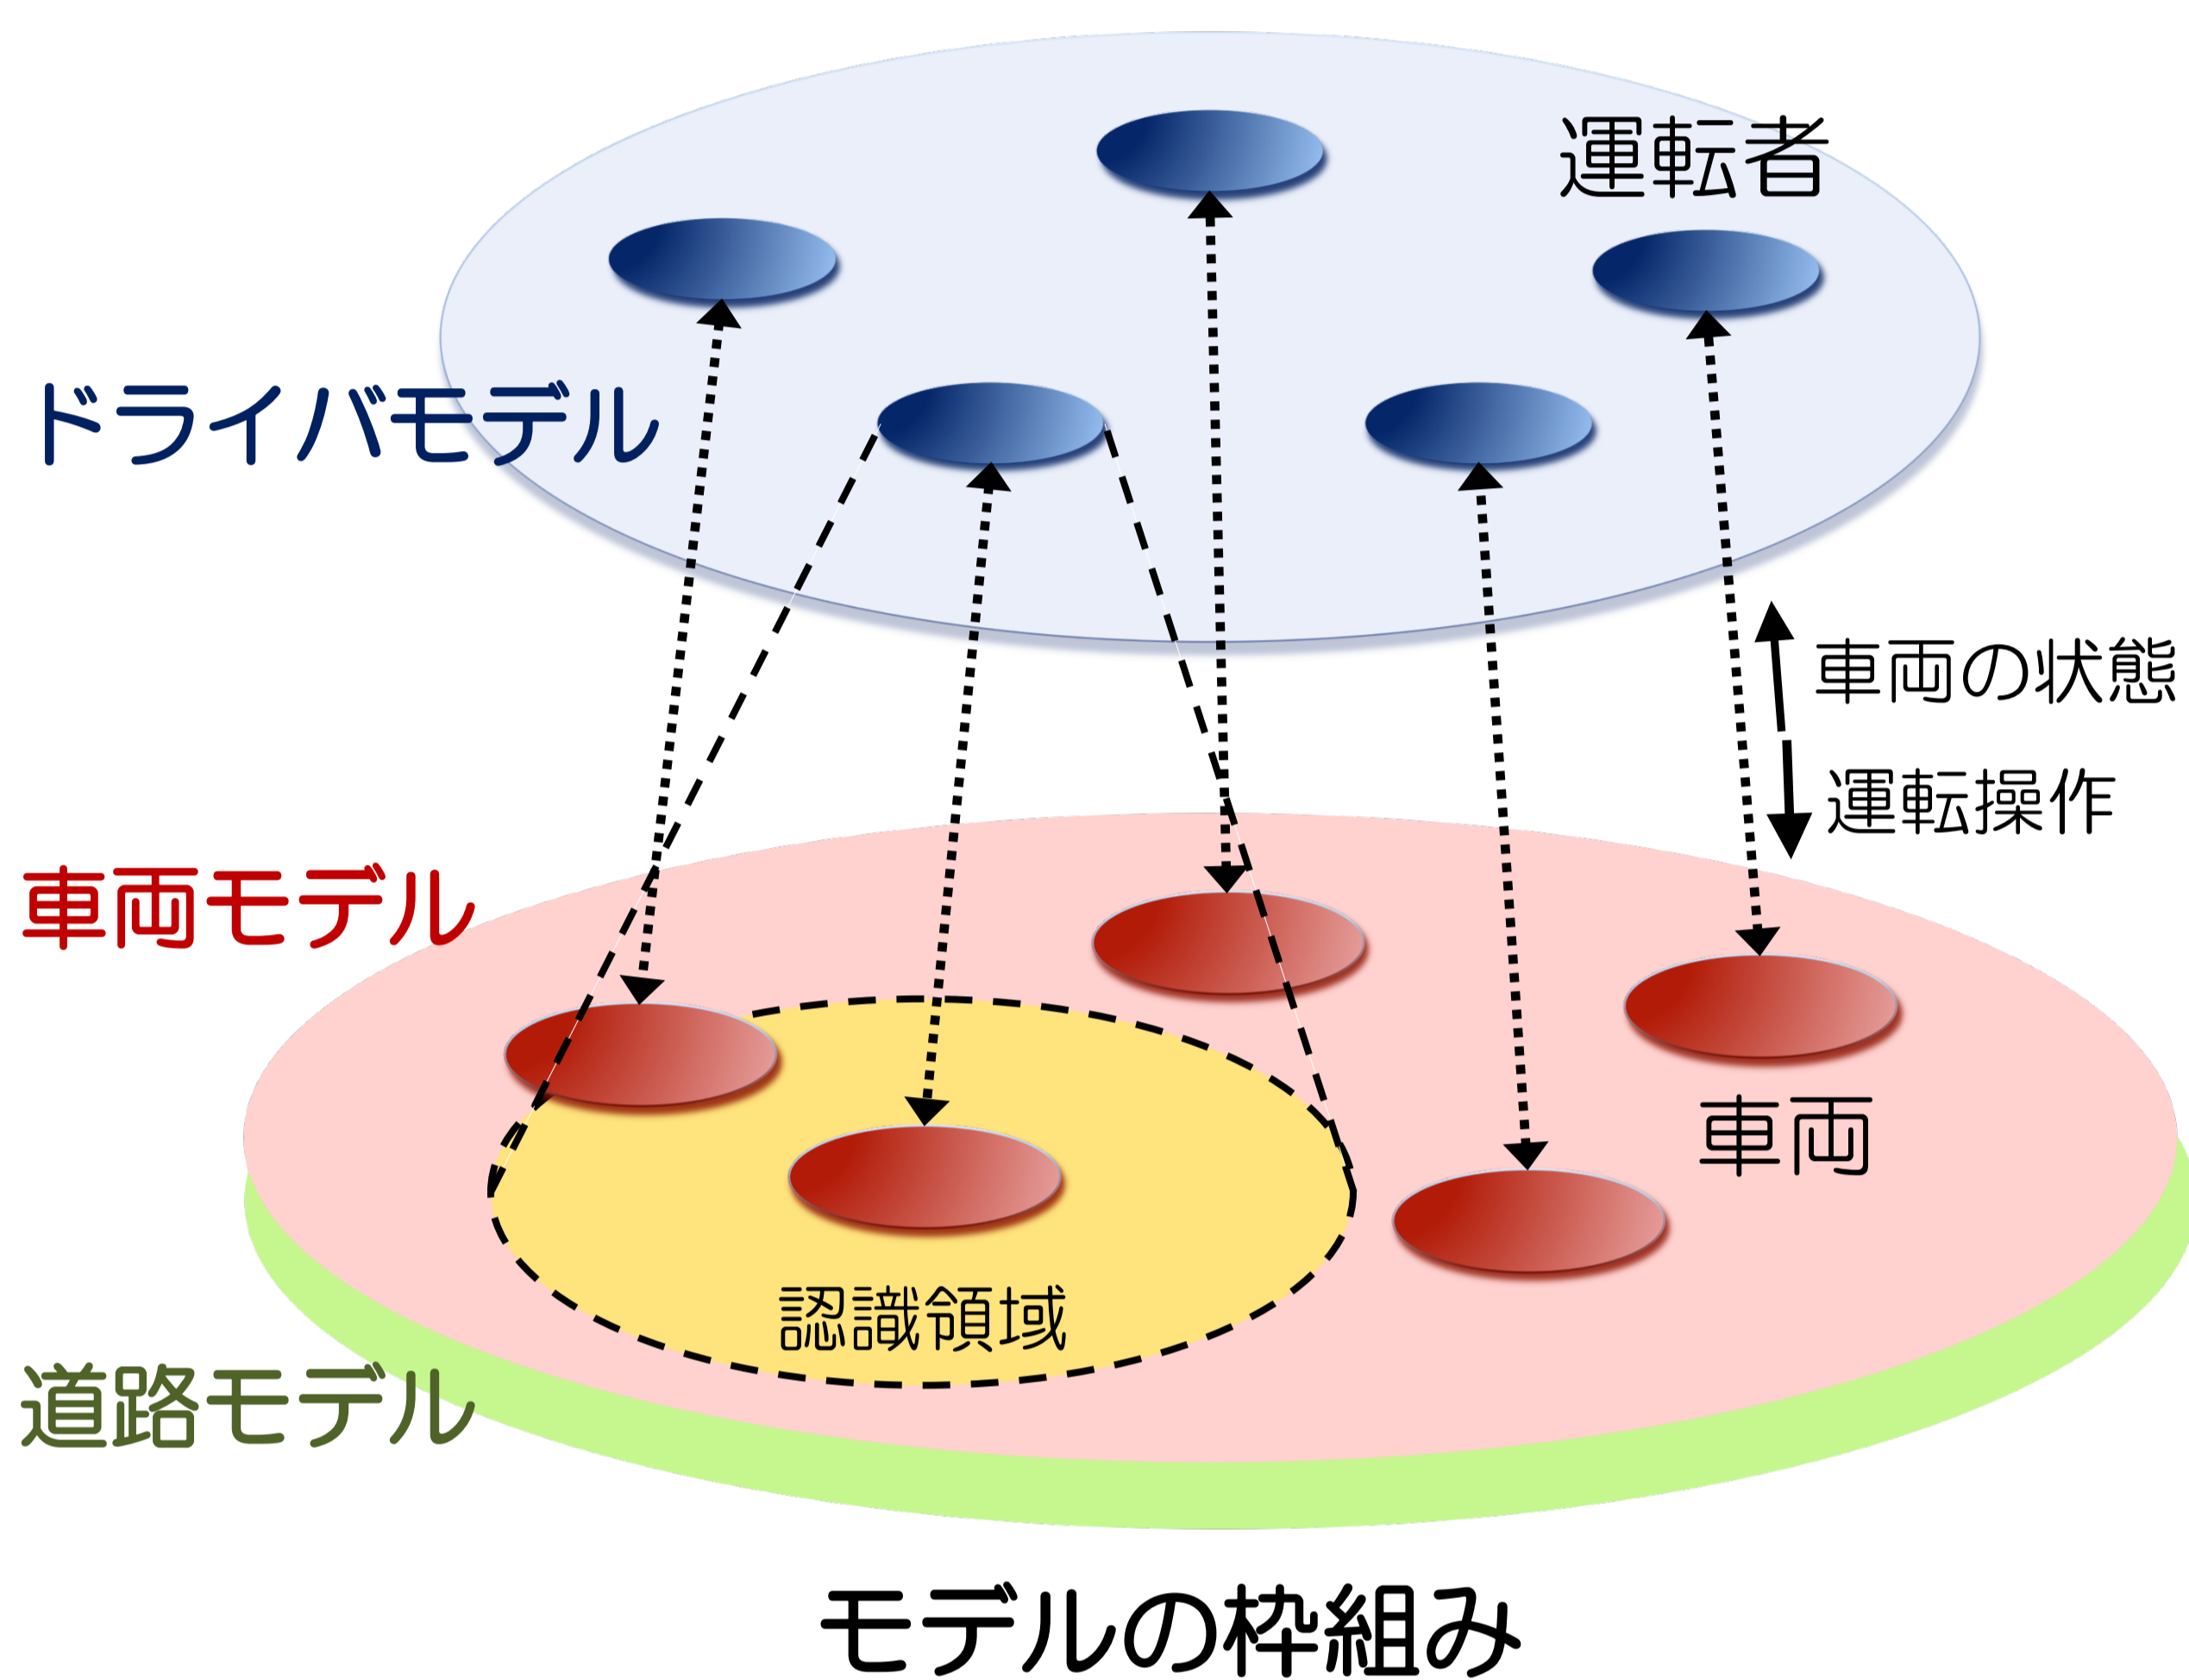 運転者
ドライバモデル
車両の状態
運転操作
車両モデル
車両
認識領域
道路モデル
モデルの枠組み